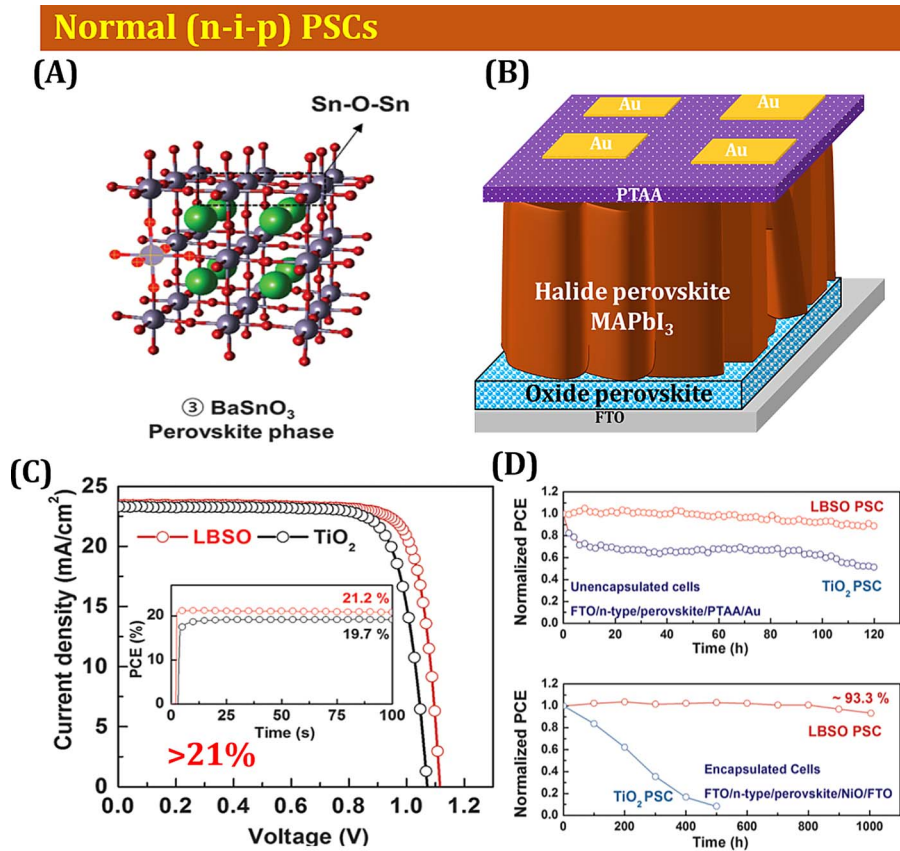 Normal (n-i-p) PSCs
(A)
Sn-O-Sn
③ BaSnO₃
Perovskite phase
(B)
Au
Au
Au
Au
PTAA
Halide perovskite
MAPbI₃
Oxide perovskite
FTO
(C)
Current density (mA/cm²)
25
20
15
10
5
0
LBSO
TiO₂
PCE (%)
20
10
0
21.2 %
19.7 %
0 25 50 75 100
Time (s)
>21%
0.0 0.2 0.4 0.6 0.8 1.0 1.2
Voltage (V)
(D)
Normalized PCE
1.2
1.0
0.8
0.6
0.4
0.2
0.0
LBSO PSC
TiO₂ PSC
Unencapsulated cells
FTO/n-type/perovskite/PTAA/Au
0 20 40 60 80 100 120
Time (h)
Normalized PCE
1.2
1.0
0.8
0.6
0.4
0.2
0.0
~ 93.3 %
LBSO PSC
TiO₂ PSC
Encapsulated Cells
FTO/n-type/perovskite/NiO/FTO
0 200 400 600 800 1000
Time (h)